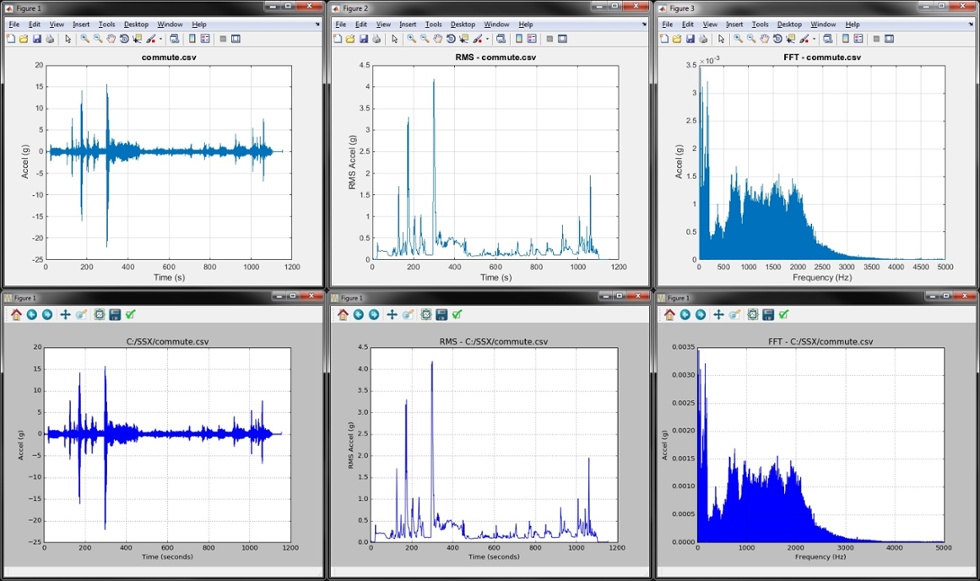 Figure 1
File Edit View Insert Tools Desktop Window Help
commute.csv
20
15
10
5
0
-5
-10
-15
-20
-25
Accel (g)
0 200 400 600 800 1000 1200
Time (s)
Figure 2
File Edit View Insert Tools Desktop Window Help
RMS - commute.csv
4.5
4
3.5
3
2.5
2
1.5
1
0.5
0
RMS Accel (g)
0 200 400 600 800 1000 1200
Time (s)
Figure 3
File Edit View Insert Tools Desktop Window Help
×10⁻³
FFT - commute.csv
3.5
3
2.5
2
1.5
1
0.5
0
Accel (g)
0 500 1000 1500 2000 2500 3000 3500 4000 4500 5000
Frequency (Hz)
Figure 1
C:/SSX/commute.csv
20
15
10
5
0
−5
−10
−15
−20
−25
Accel (g)
0 200 400 600 800 1000 1200
Time (seconds)
Figure 1
RMS - C:/SSX/commute.csv
4.5
4.0
3.5
3.0
2.5
2.0
1.5
1.0
0.5
0.0
RMS Accel (g)
0 200 400 600 800 1000 1200
Time (seconds)
Figure 1
FFT - C:/SSX/commute.csv
0.0035
0.0030
0.0025
0.0020
0.0015
0.0010
0.0005
0.0000
Accel (g)
0 1000 2000 3000 4000 5000
Frequency (Hz)